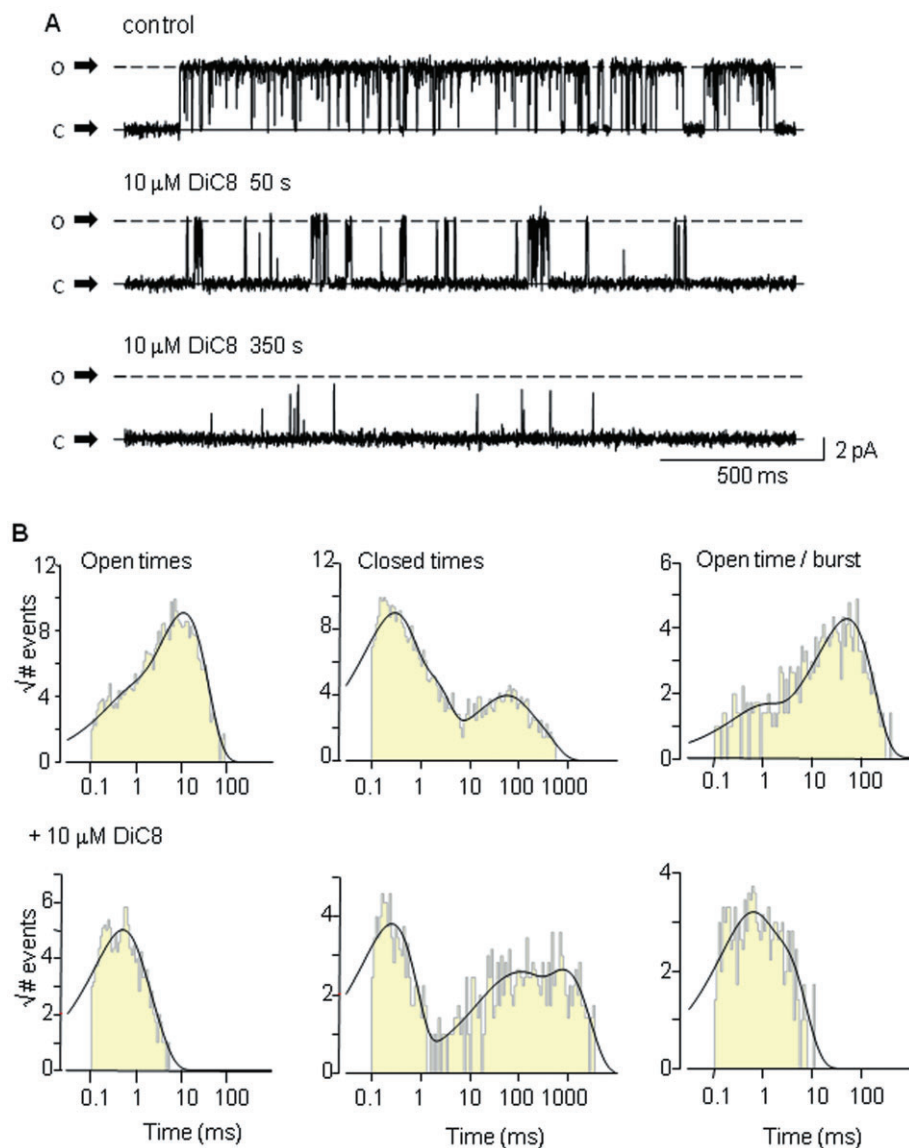 A
control
O
C
10 µM DiC8 50 s
O
C
10 µM DiC8 350 s
O
C
2 pA
500 ms
B
Open times
Closed times
Open time / burst
√# events
12
8
4
0
0.1 1 10 100
12
8
4
0
0.1 1 10 100 1000
6
4
2
0
0.1 1 10 100
+ 10 µM DiC8
√# events
6
4
2
0
0.1 1 10 100
Time (ms)
4
2
0
0.1 1 10 100 1000
Time (ms)
4
2
0
0.1 1 10 100
Time (ms)